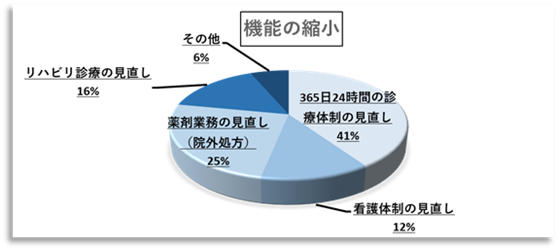 機能の縮小
その他
6%
リハビリ診療の見直し
16%
365日24時間の診
療体制の見直し
41%
薬剤業務の見直し
（院外処方）
25%
看護体制の見直し
12%